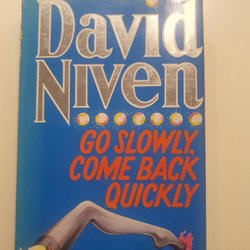 David
Niven
GO SLOWLY,
COME BACK
QUICKLY